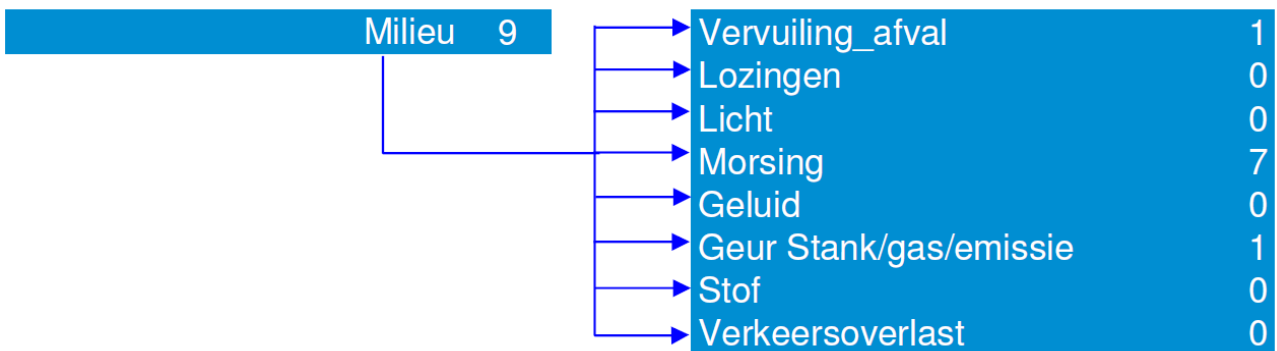 Milieu 9
Vervuiling_afval 1
Lozingen 0
Licht 0
Morsing 7
Geluid 0
Geur Stank/gas/emissie 1
Stof 0
Verkeersoverlast 0